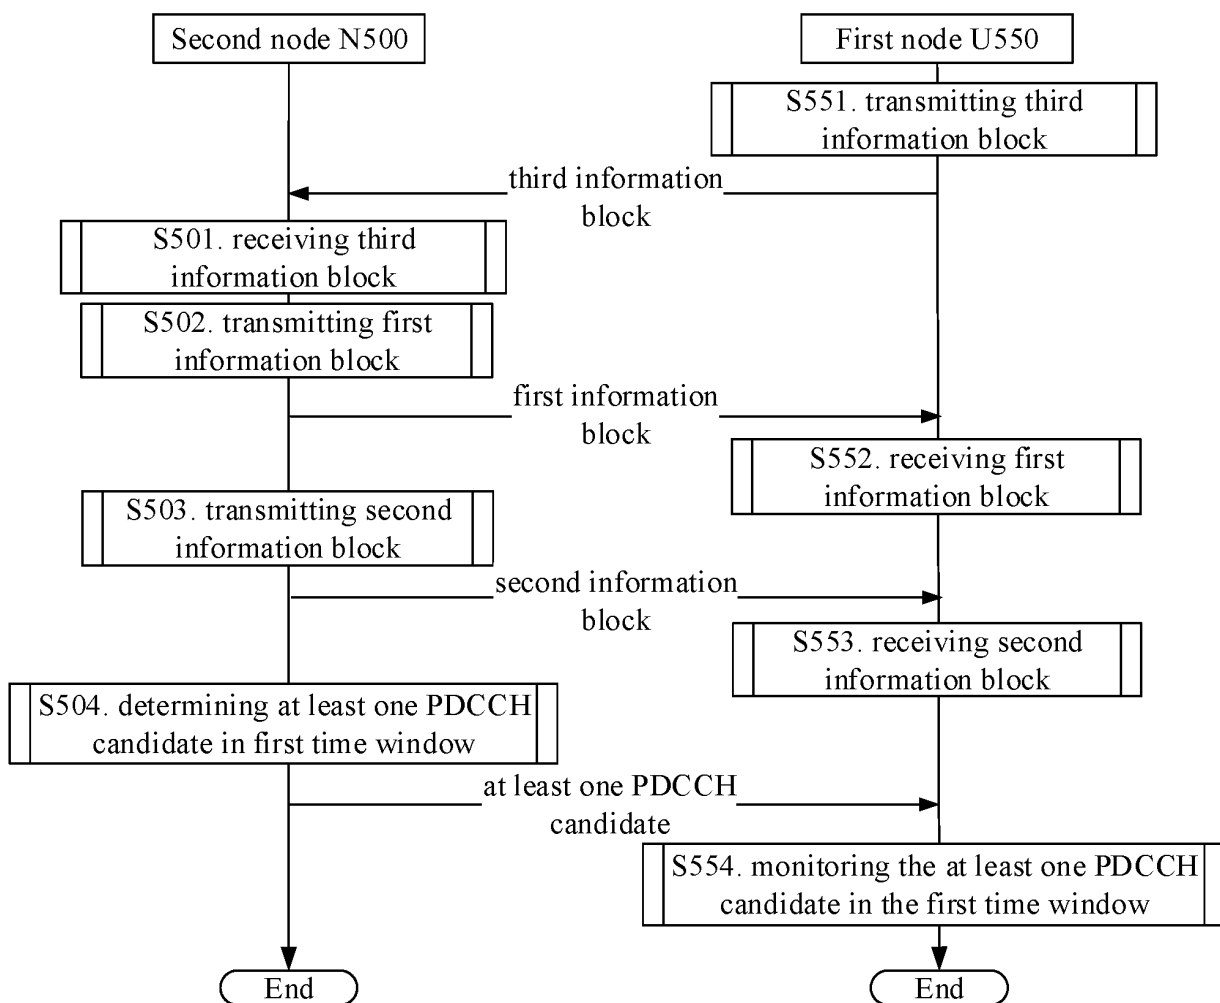 Second node N500
First node U550
S551. transmitting third
information block
third information
block
S501. receiving third
information block
S502. transmitting first
information block
first information
block
S552. receiving first
information block
S503. transmitting second
information block
second information
block
S553. receiving second
information block
S504. determining at least one PDCCH
candidate in first time window
at least one PDCCH
candidate
S554. monitoring the at least one PDCCH
candidate in the first time window
End
End